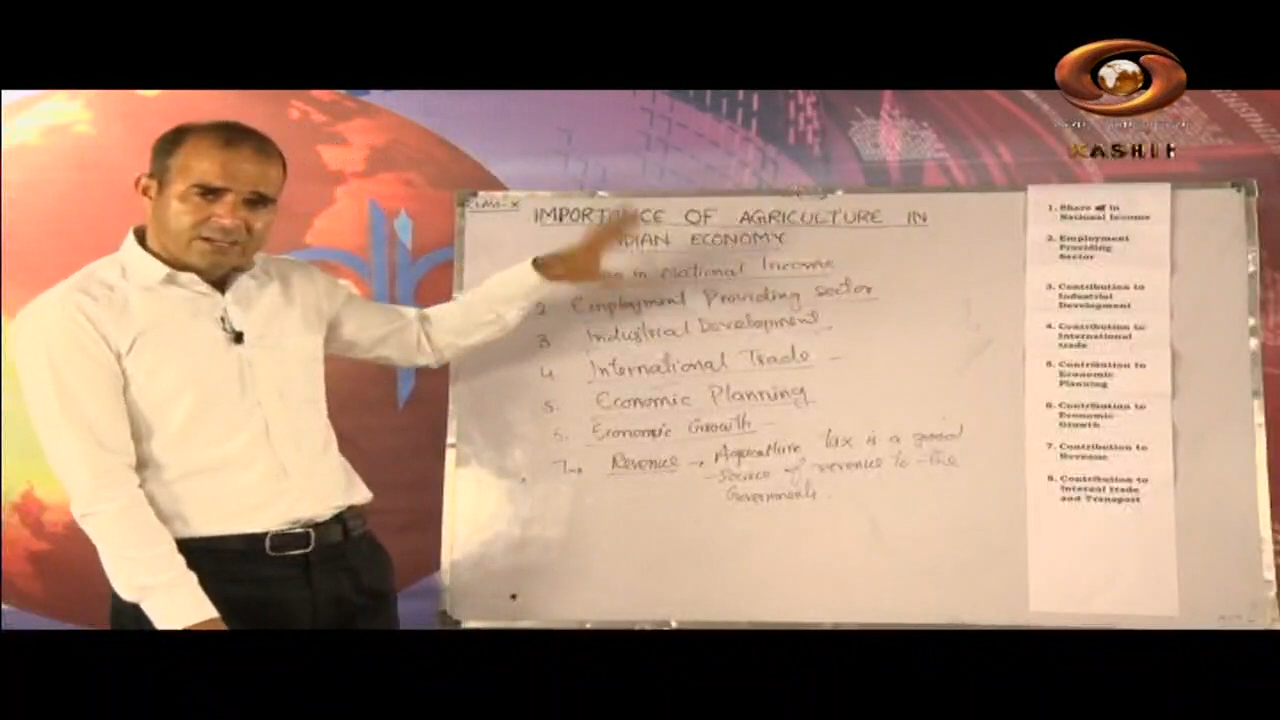 KASHIR
CLASS-X
IMPORTANCE OF AGRICULTURE IN
INDIAN ECONOMY
in National Income
2 Employment Providing Sector
3 Industrial Development
4 International Trade
5. Economic Planning
6. Economic Growth
7 Revenue → Agriculture tax is a good
Source of revenue to the
Government.
1. Share of in
National Income
2. Employment
Providing
Sector
3. Contribution to
Industrial
Development
4. Contribution to
International
trade
5. Contribution to
Economic
Planning
6. Contribution to
Economic
Growth
7. Contribution to
Revenue
8. Contribution to
Internal trade
and Transport